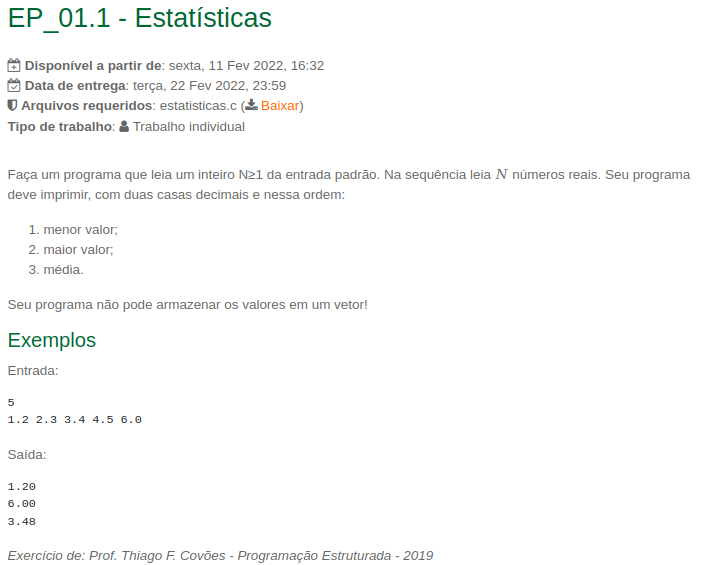 EP_01.1 - Estatísticas
Disponível a partir de: sexta, 11 Fev 2022, 16:32
Data de entrega: terça, 22 Fev 2022, 23:59
Arquivos requeridos: estatisticas.c (Baixar)
Tipo de trabalho: Trabalho individual
Faça um programa que leia um inteiro N≥1 da entrada padrão. Na sequência leia N números reais. Seu programa
deve imprimir, com duas casas decimais e nessa ordem:
1. menor valor;
2. maior valor;
3. média.
Seu programa não pode armazenar os valores em um vetor!
Exemplos
Entrada:
5
1.2 2.3 3.4 4.5 6.0
Saída:
1.20
6.00
3.48
Exercício de: Prof. Thiago F. Covões - Programação Estruturada - 2019